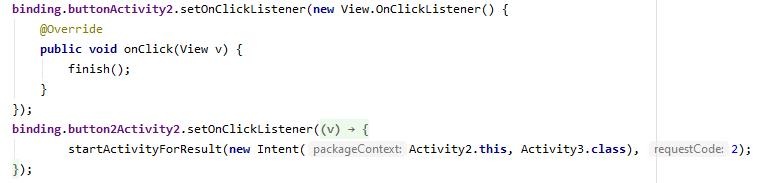 binding.buttonActivity2.setOnClickListener(new View.OnClickListener() {
    @Override
    public void onClick(View v) {
        finish();
    }
});
binding.button2Activity2.setOnClickListener((v) → {
        startActivityForResult(new Intent( packageContext: Activity2.this, Activity3.class), requestCode: 2);
});